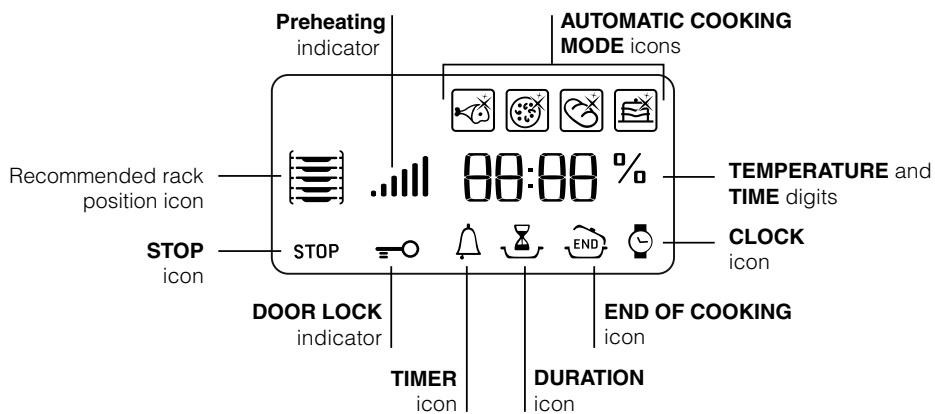 Preheating
indicator
AUTOMATIC COOKING
MODE icons
Recommended rack
position icon
88:88 %
TEMPERATURE and
TIME digits
STOP
icon
STOP
END
CLOCK
icon
DOOR LOCK
indicator
END OF COOKING
icon
TIMER
icon
DURATION
icon